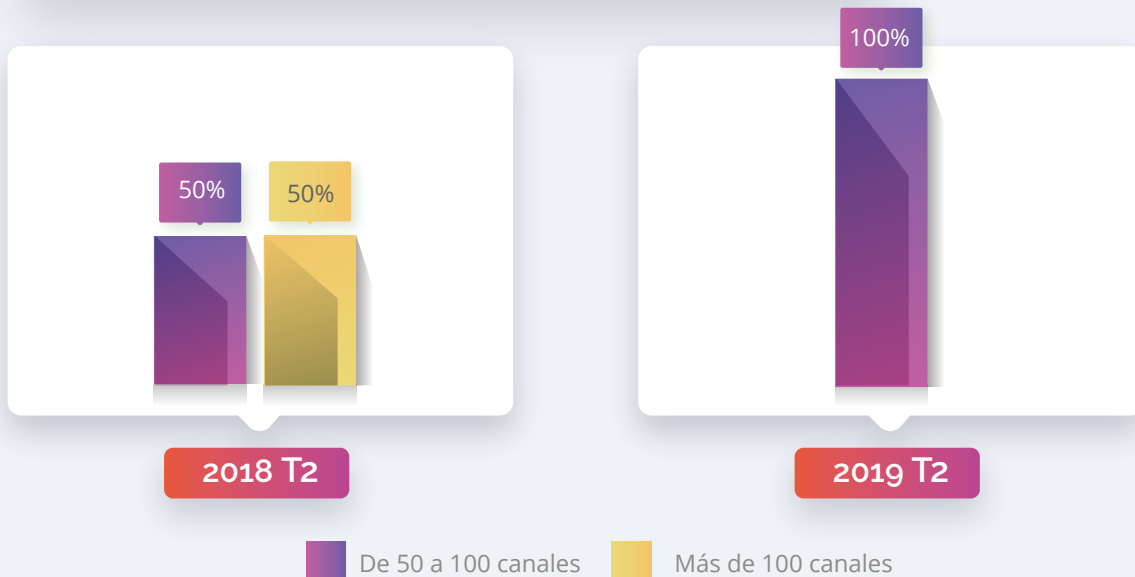 100%
50%
50%
2018 T2
2019 T2
De 50 a 100 canales
Más de 100 canales